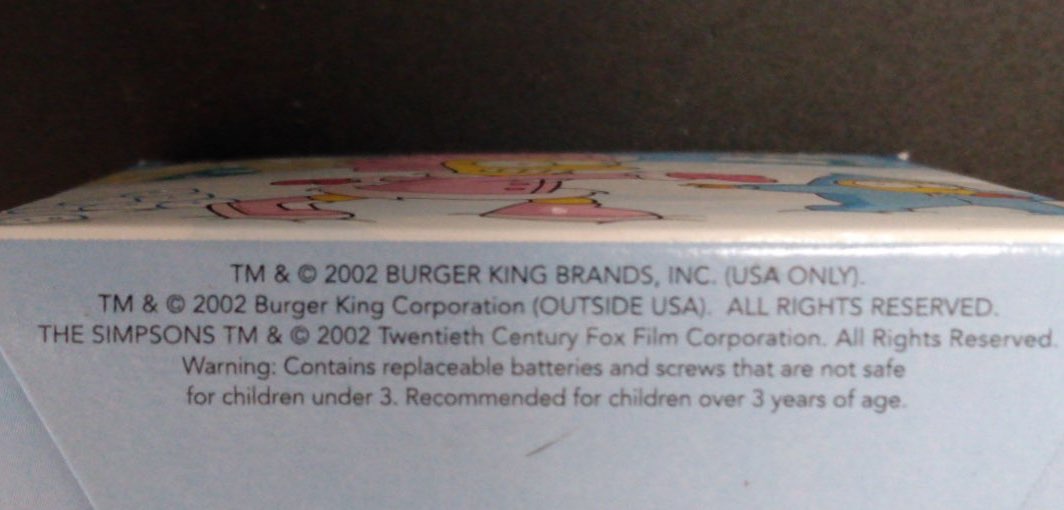 TM & © 2002 BURGER KING BRANDS, INC. (USA ONLY).
TM & © 2002 Burger King Corporation (OUTSIDE USA). ALL RIGHTS RESERVED.
THE SIMPSONS TM & © 2002 Twentieth Century Fox Film Corporation. All Rights Reserved.
Warning: Contains replaceable batteries and screws that are not safe
for children under 3. Recommended for children over 3 years of age.